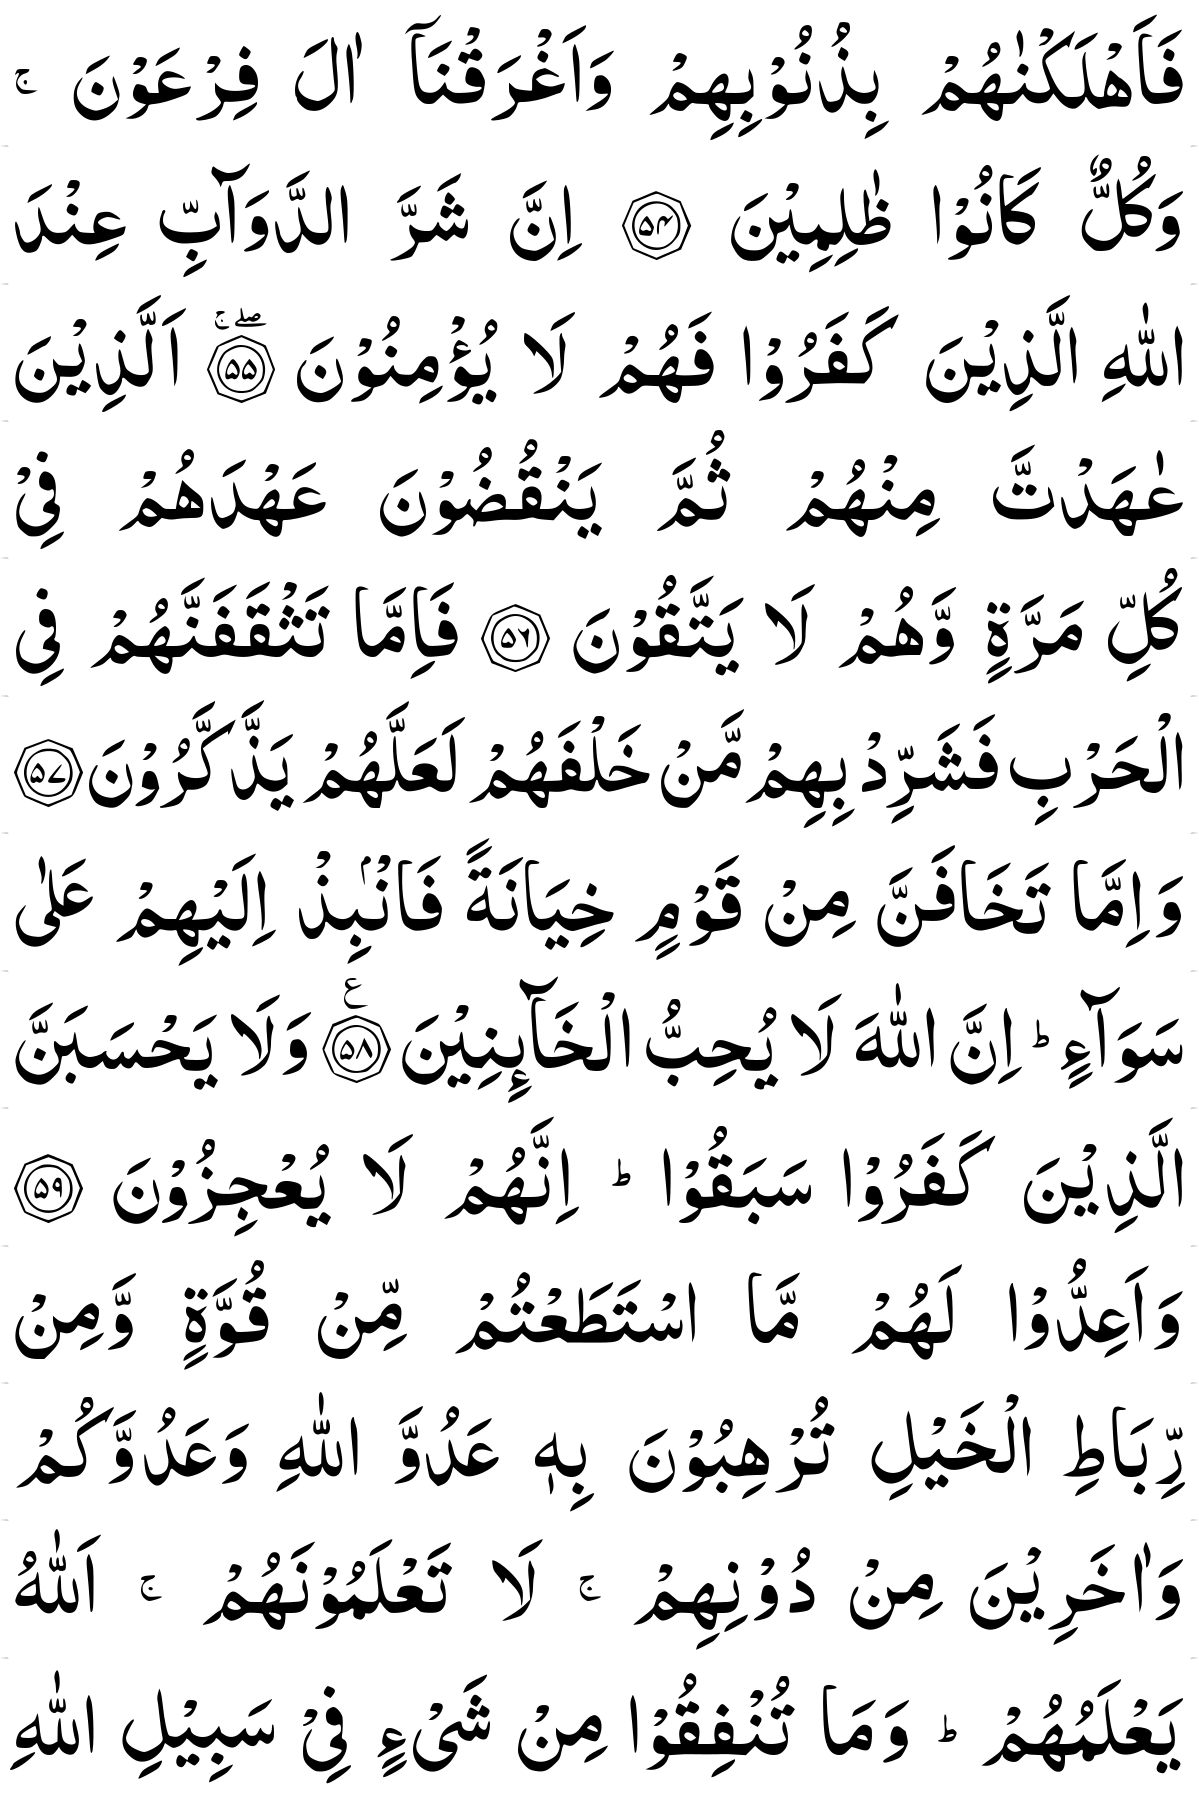 فَاَهْلَكْنٰهُمْ بِذُنُوْبِهِمْ وَاَغْرَقْنَاۤ اٰلَ فِرْعَوْنَ ۚ
وَكُلٌّ كَانُوْا ظٰلِمِيْنَ ۝۵۴ اِنَّ شَرَّ الدَّوَآبِّ عِنْدَ
اللّٰهِ الَّذِيْنَ كَفَرُوْا فَهُمْ لَا يُؤْمِنُوْنَ ۝۵۵ ۖۚ اَلَّذِيْنَ
عٰهَدْتَّ مِنْهُمْ ثُمَّ يَنْقُضُوْنَ عَهْدَهُمْ فِيْ
كُلِّ مَرَّةٍ وَّهُمْ لَا يَتَّقُوْنَ ۝۵۶ فَاِمَّا تَثْقَفَنَّهُمْ فِي
الْحَرْبِ فَشَرِّدْ بِهِمْ مَّنْ خَلْفَهُمْ لَعَلَّهُمْ يَذَّكَّرُوْنَ ۝۵۷
وَاِمَّا تَخَافَنَّ مِنْ قَوْمٍ خِيَانَةً فَانْۢبِذْ اِلَيْهِمْ عَلٰى
سَوَآءٍ ؕ اِنَّ اللّٰهَ لَا يُحِبُّ الْخَآئِنِيْنَ ۝۵۸ ع وَلَا يَحْسَبَنَّ
الَّذِيْنَ كَفَرُوْا سَبَقُوْا ؕ اِنَّهُمْ لَا يُعْجِزُوْنَ ۝۵۹
وَاَعِدُّوْا لَهُمْ مَّا اسْتَطَعْتُمْ مِّنْ قُوَّةٍ وَّمِنْ
رِّبَاطِ الْخَيْلِ تُرْهِبُوْنَ بِهٖ عَدُوَّ اللّٰهِ وَعَدُوَّكُمْ
وَاٰخَرِيْنَ مِنْ دُوْنِهِمْ ۚ لَا تَعْلَمُوْنَهُمْ ۚ اَللّٰهُ
يَعْلَمُهُمْ ؕ وَمَا تُنْفِقُوْا مِنْ شَيْءٍ فِيْ سَبِيْلِ اللّٰهِ